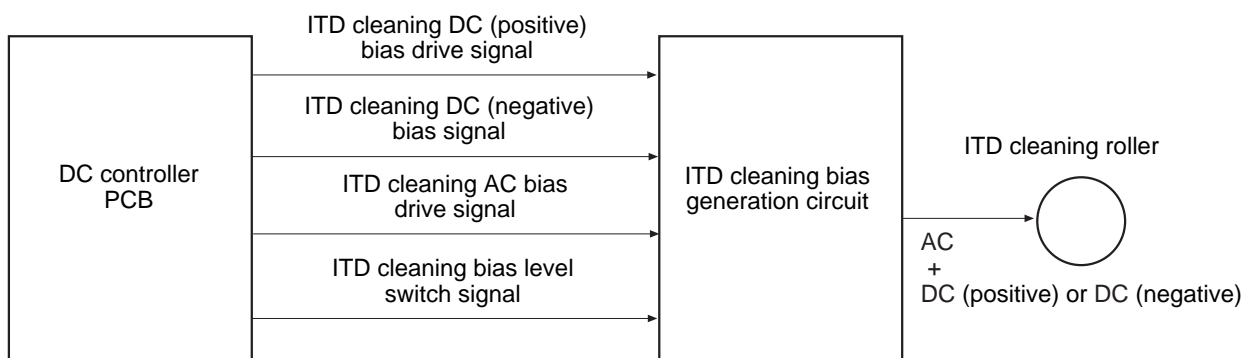 DC controller
PCB
ITD cleaning DC (positive)
bias drive signal
ITD cleaning DC (negative)
bias signal
ITD cleaning AC bias
drive signal
ITD cleaning bias level
switch signal
ITD cleaning bias
generation circuit
ITD cleaning roller
AC
+
DC (positive) or DC (negative)